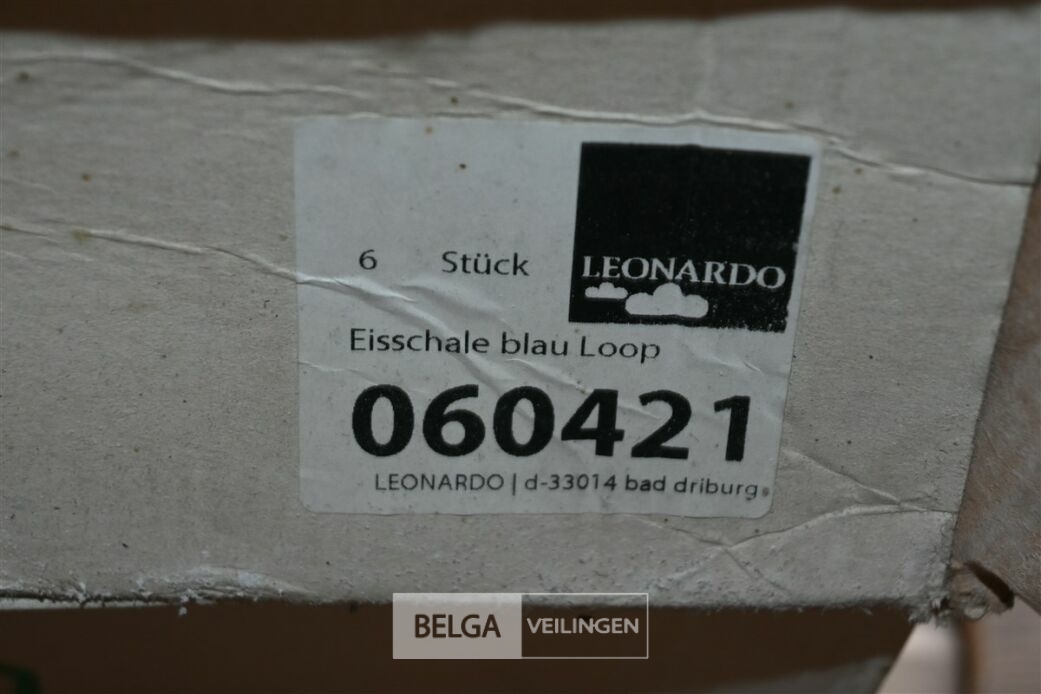 LEONARDO
6 Stück
Eisschale blau Loop
060421
LEONARDO | d-33014 bad driburg
BELGA VEILINGEN